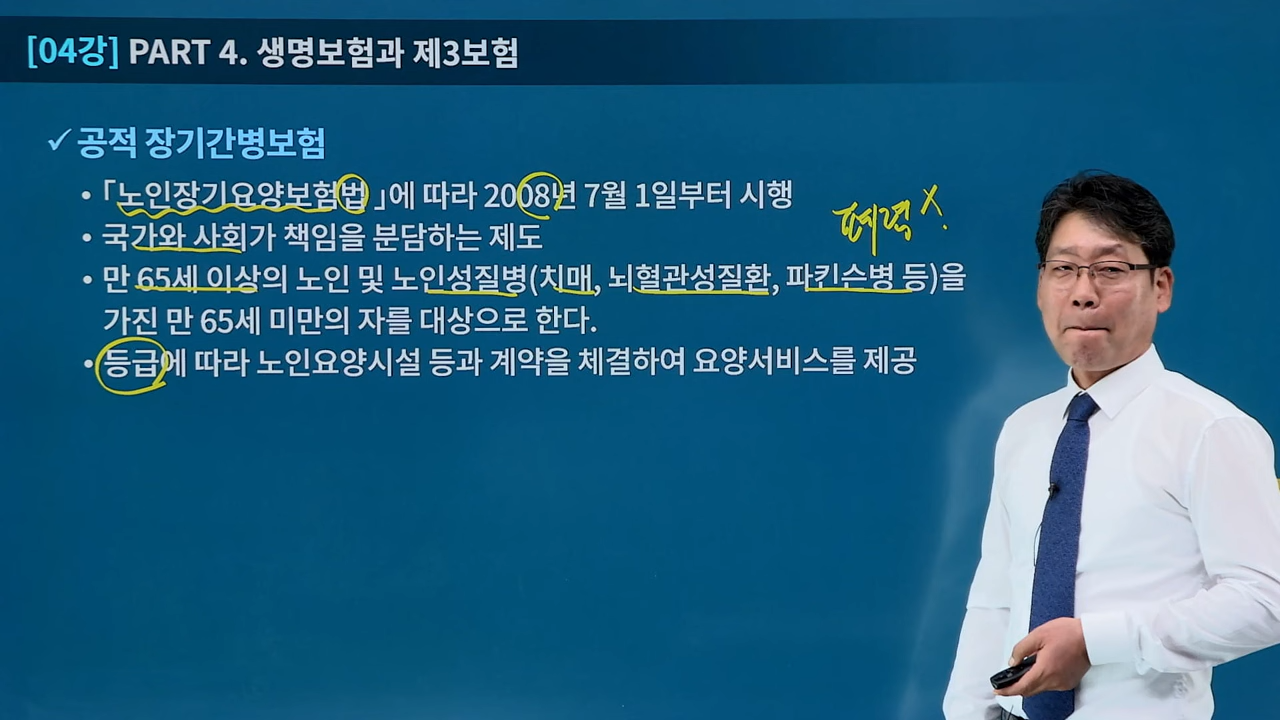 [04강] PART 4. 생명보험과 제3보험
✓ 공적 장기간병보험
• 「노인장기요양보험법 」에 따라 2008년 7월 1일부터 시행
폐력 X.
• 국가와 사회가 책임을 분담하는 제도
• 만 65세 이상의 노인 및 노인성질병(치매, 뇌혈관성질환, 파킨슨병 등)을
가진 만 65세 미만의 자를 대상으로 한다.
• 등급에 따라 노인요양시설 등과 계약을 체결하여 요양서비스를 제공